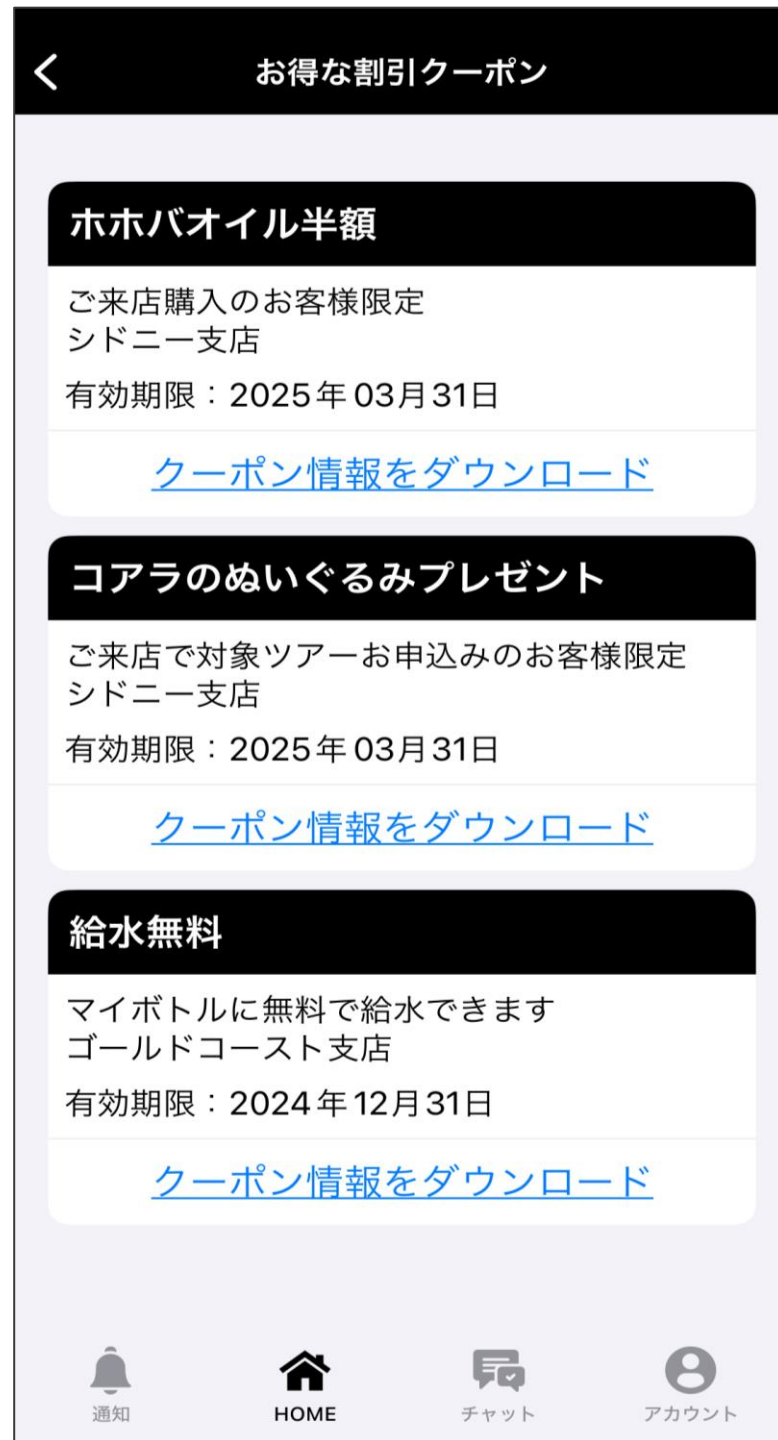 お得な割引クーポン
ホホバオイル半額
ご来店購入のお客様限定
シドニー支店
有効期限：2025年03月31日
クーポン情報をダウンロード
コアラのぬいぐるみプレゼント
ご来店で対象ツアーお申込みのお客様限定
シドニー支店
有効期限：2025年03月31日
クーポン情報をダウンロード
給水無料
マイボトルに無料で給水できます
ゴールドコースト支店
有効期限：2024年12月31日
クーポン情報をダウンロード
通知 HOME チャット アカウント